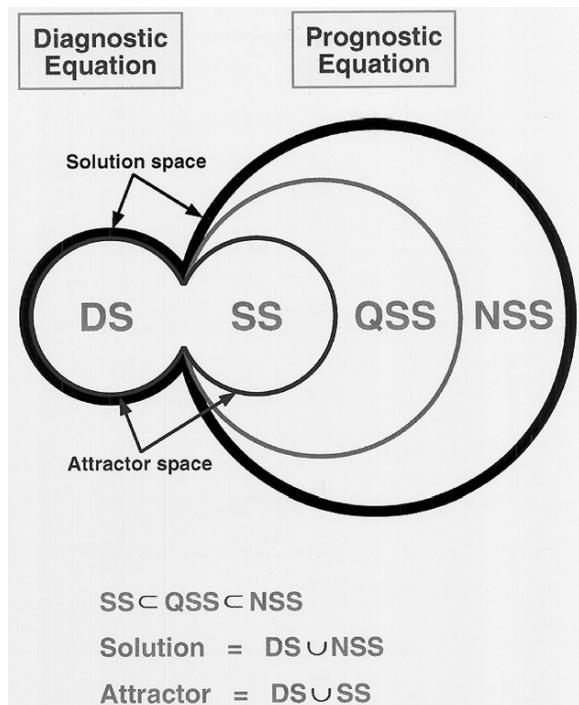 Diagnostic
Equation
Prognostic
Equation
Solution space
DS
SS
QSS
NSS
Attractor space
SS ⊂ QSS ⊂ NSS
Solution = DS ∪ NSS
Attractor = DS ∪ SS